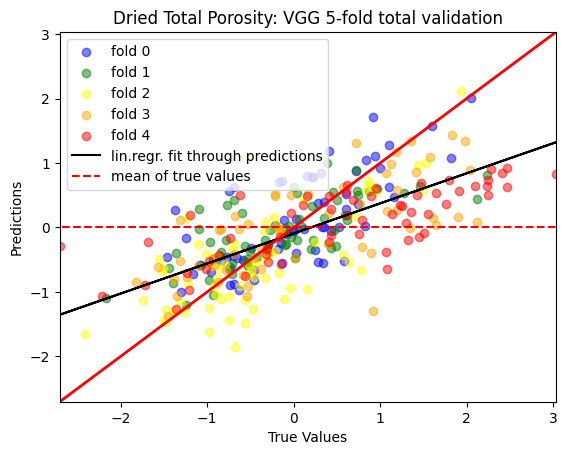 Dried Total Porosity: VGG 5-fold total validation
fold 0
fold 1
fold 2
fold 3
fold 4
lin.regr. fit through predictions
mean of true values
Predictions
3
2
1
0
−1
−2
−2 −1 0 1 2 3
True Values